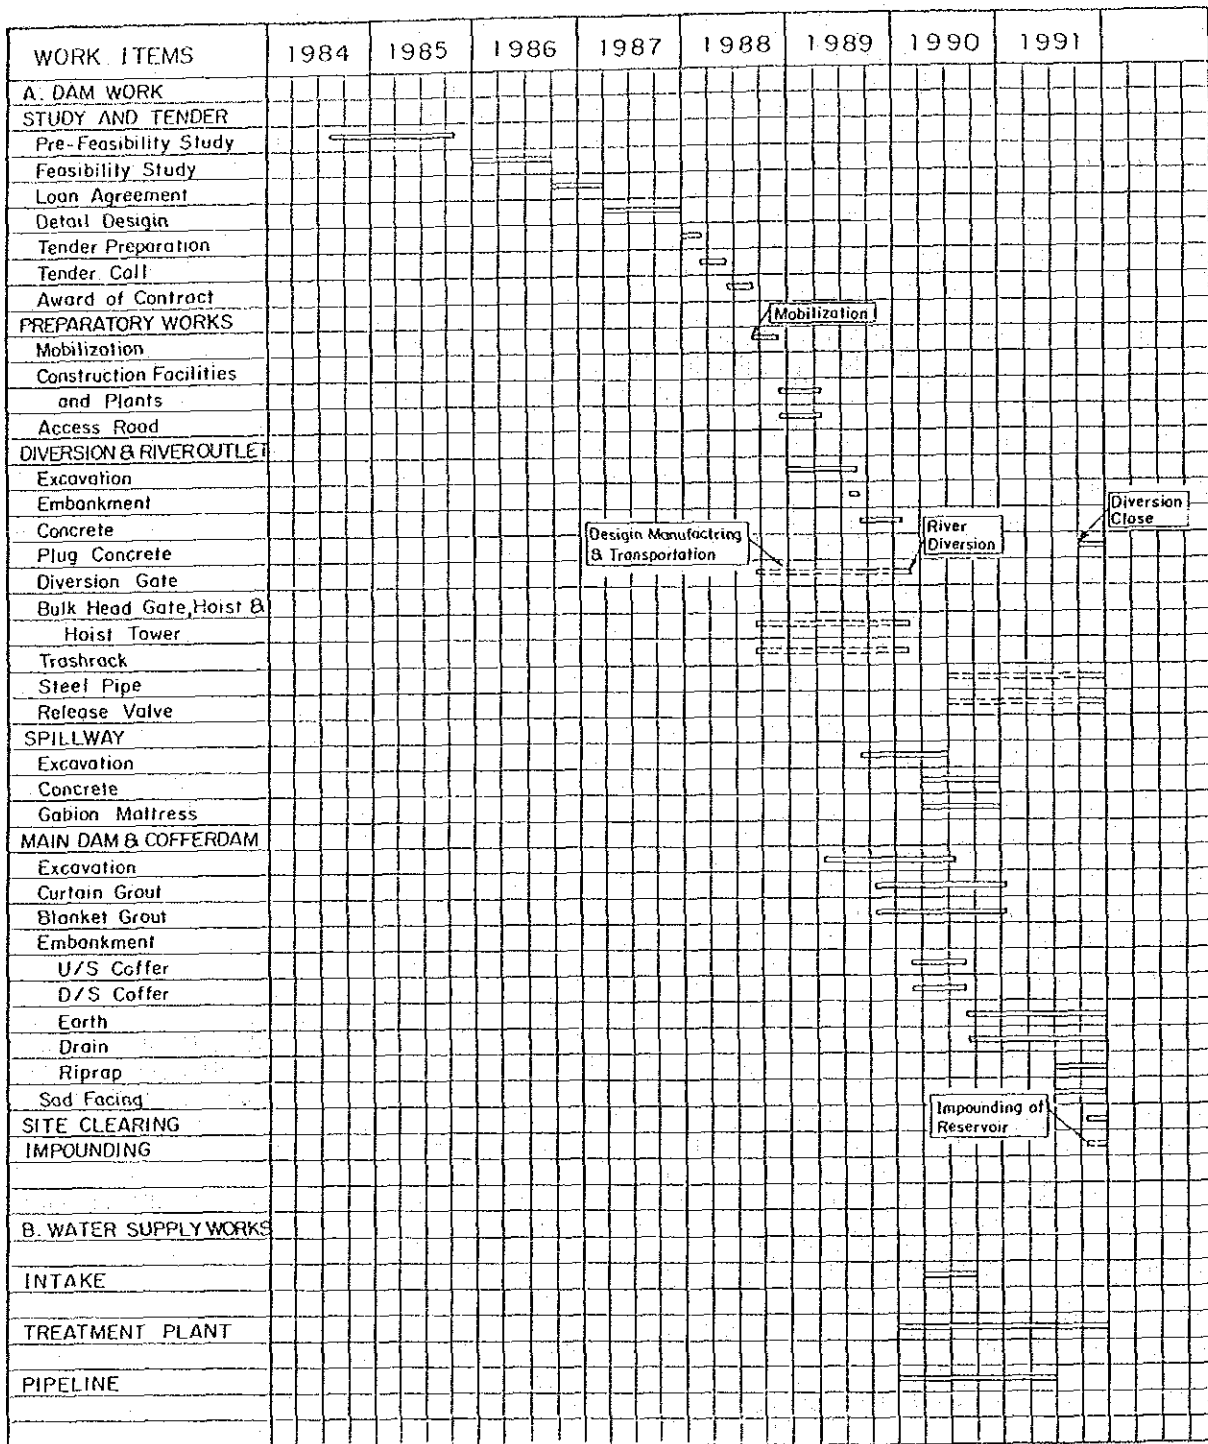 WORK ITEMS 1984 1985 1986 1987 1988 1989 1990 1991
A. DAM WORK
STUDY AND TENDER
Pre-Feasibility Study
Feasibility Study
Loan Agreement
Detail Desigin
Tender Preparation
Tender Call
Award of Contract
Mobilization
PREPARATORY WORKS
Mobilization
Construction Facilities
and Plants
Access Road
DIVERSION & RIVER OUTLET
Excavation
Embankment
Diversion
Close
Concrete
Desigin Manufactring
& Transportation
River
Diversion
Plug Concrete
Diversion Gate
Bulk Head Gate, Hoist &
Hoist Tower
Trashrack
Steel Pipe
Release Valve
SPILLWAY
Excavation
Concrete
Gabion Mattress
MAIN DAM & COFFERDAM
Excavation
Curtain Grout
Blanket Grout
Embankment
U/S Coffer
D/S Coffer
Earth
Drain
Riprap
Sod Facing
Impounding of
Reservoir
SITE CLEARING
IMPOUNDING
B. WATER SUPPLY WORKS
INTAKE
TREATMENT PLANT
PIPELINE